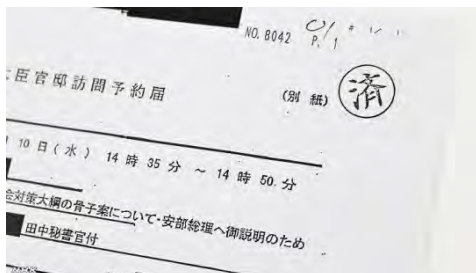 NO. 8042 P. 1
臣官邸訪問予約届
(別 紙) 済
10 日 ( 水 ) 14 時 35 分 ~ 14 時 50 分
会対策大綱の骨子案について・安部総理へ御説明のため
田中秘書官付